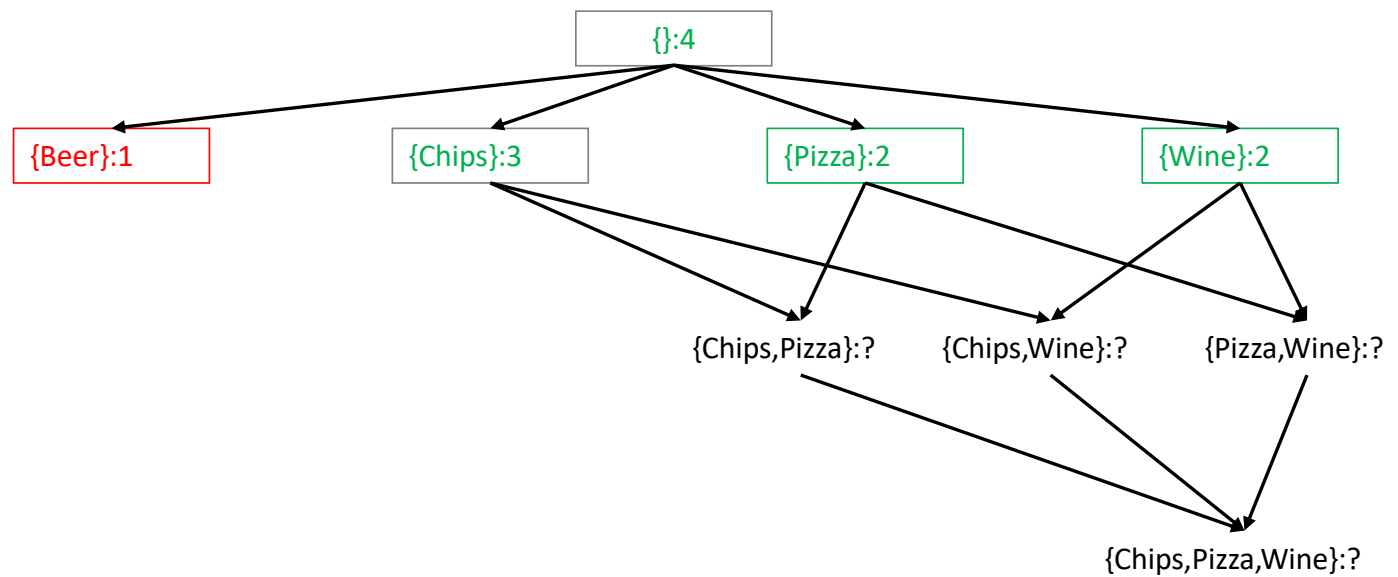 {}:4
{Beer}:1
{Chips}:3
{Pizza}:2
{Wine}:2
{Chips,Pizza}:?
{Chips,Wine}:?
{Pizza,Wine}:?
{Chips,Pizza,Wine}:?